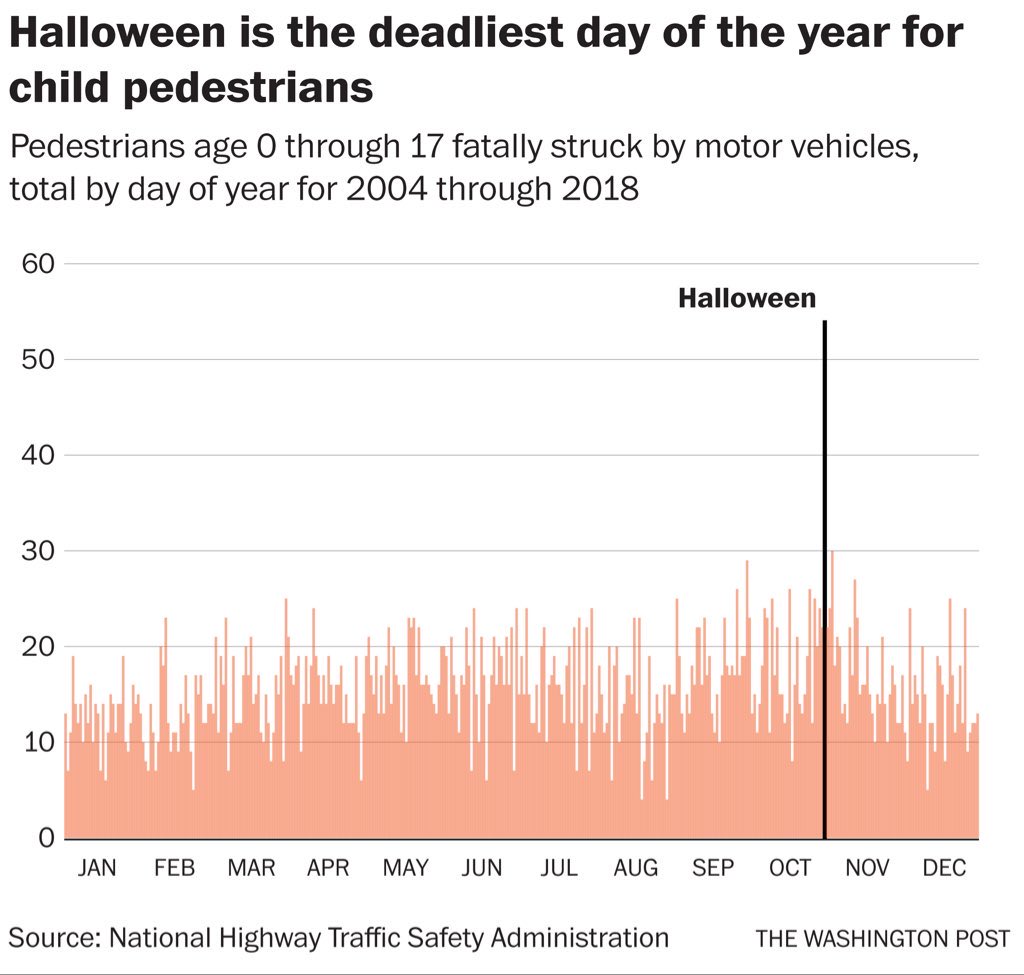 Halloween is the deadliest day of the year for
child pedestrians
Pedestrians age 0 through 17 fatally struck by motor vehicles,
total by day of year for 2004 through 2018
60
Halloween
50
40
30
20
10
0
JAN FEB MAR APR MAY JUN JUL AUG SEP OCT NOV DEC
Source: National Highway Traffic Safety Administration THE WASHINGTON POST